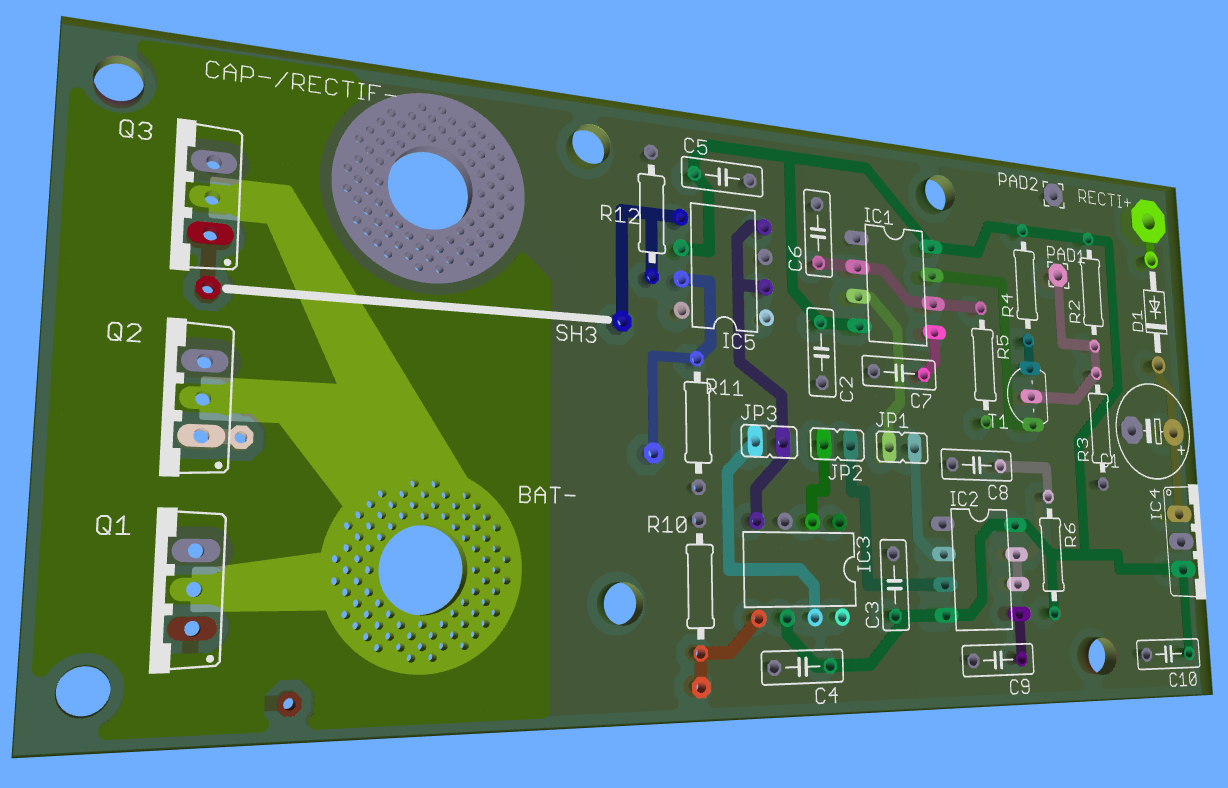 CAP-/RECTIF-
Q3
C5
PAD2
RECTI+
R12
IC1
C6
PAD1
R4
R2
D1
Q2
SH3
IC5
R5
R11
C2
C7
T1
JP3
JP1
JP2
R3
+
BAT-
C8
IC4
Q1
R10
IC2
R6
IC3
C3
C4
C9
C10